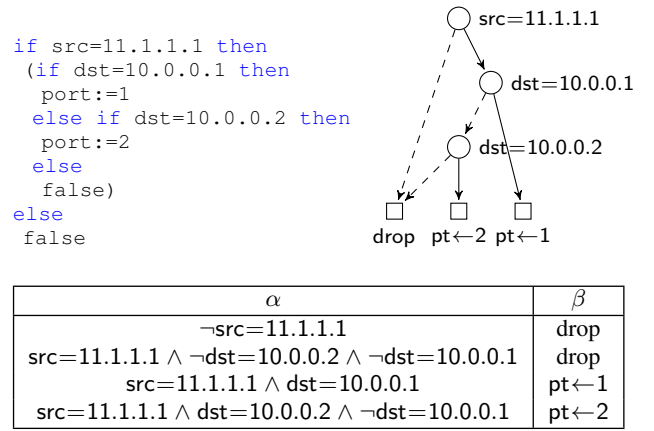 if src=11.1.1.1 then
(if dst=10.0.0.1 then
port:=1
else if dst=10.0.0.2 then
port:=2
else
false)
else
false
src=11.1.1.1
dst=10.0.0.1
dst=10.0.0.2
drop pt←2 pt←1
α β
¬src=11.1.1.1 drop
src=11.1.1.1 ∧ ¬dst=10.0.0.2 ∧ ¬dst=10.0.0.1 drop
src=11.1.1.1 ∧ dst=10.0.0.1 pt←1
src=11.1.1.1 ∧ dst=10.0.0.2 ∧ ¬dst=10.0.0.1 pt←2